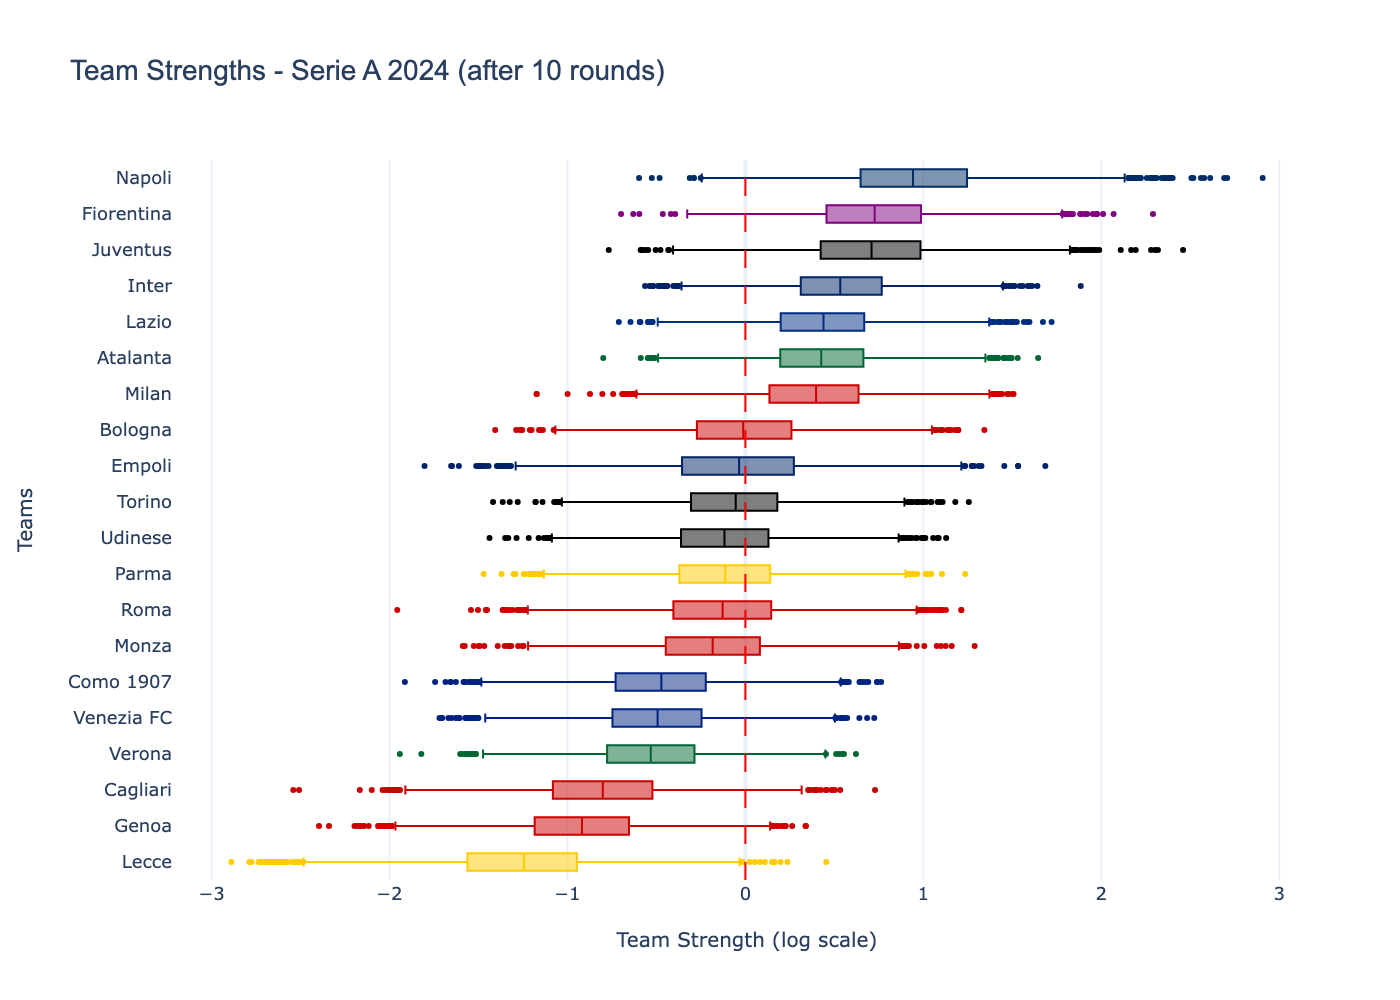 Team Strengths - Serie A 2024 (after 10 rounds)
Teams
Napoli
Fiorentina
Juventus
Inter
Lazio
Atalanta
Milan
Bologna
Empoli
Torino
Udinese
Parma
Roma
Monza
Como 1907
Venezia FC
Verona
Cagliari
Genoa
Lecce
−3 −2 −1 0 1 2 3
Team Strength (log scale)